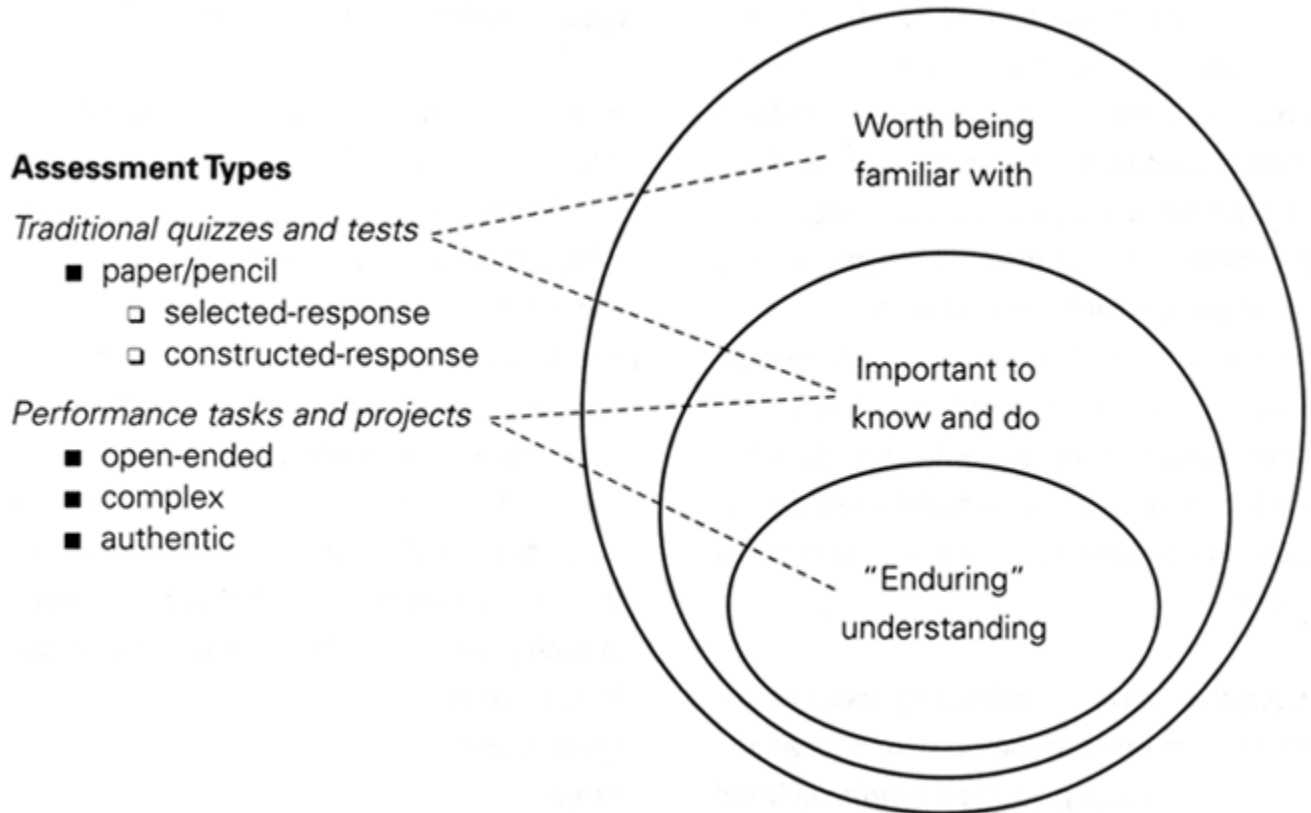 Assessment Types
Traditional quizzes and tests
■ paper/pencil
❑ selected-response
❑ constructed-response
Performance tasks and projects
■ open-ended
■ complex
■ authentic
Worth being
familiar with
Important to
know and do
“Enduring”
understanding